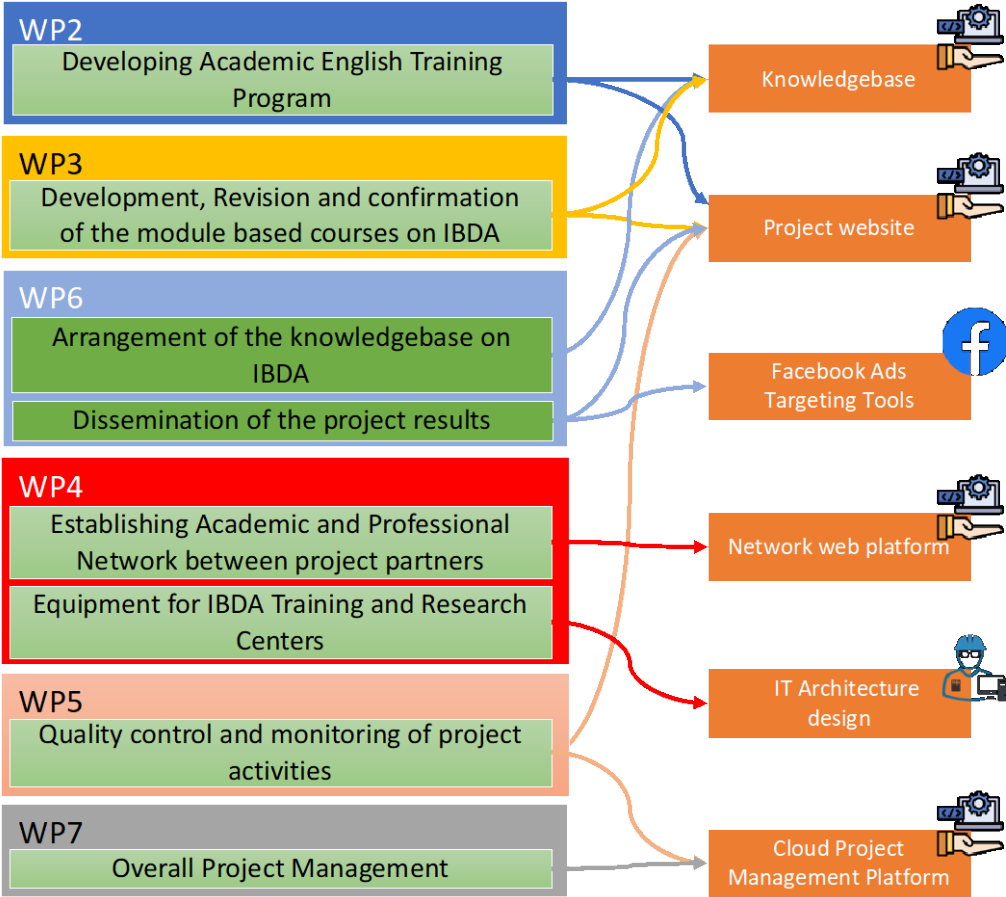 WP2
Developing Academic English Training
Program
WP3
Development, Revision and confirmation
of the module based courses on IBDA
WP6
Arrangement of the knowledgebase on
IBDA
Dissemination of the project results
WP4
Establishing Academic and Professional
Network between project partners
Equipment for IBDA Training and Research
Centers
WP5
Quality control and monitoring of project
activities
WP7
Overall Project Management
Knowledgebase
Project website
Facebook Ads
Targeting Tools
Network web platform
IT Architecture
design
Cloud Project
Management Platform